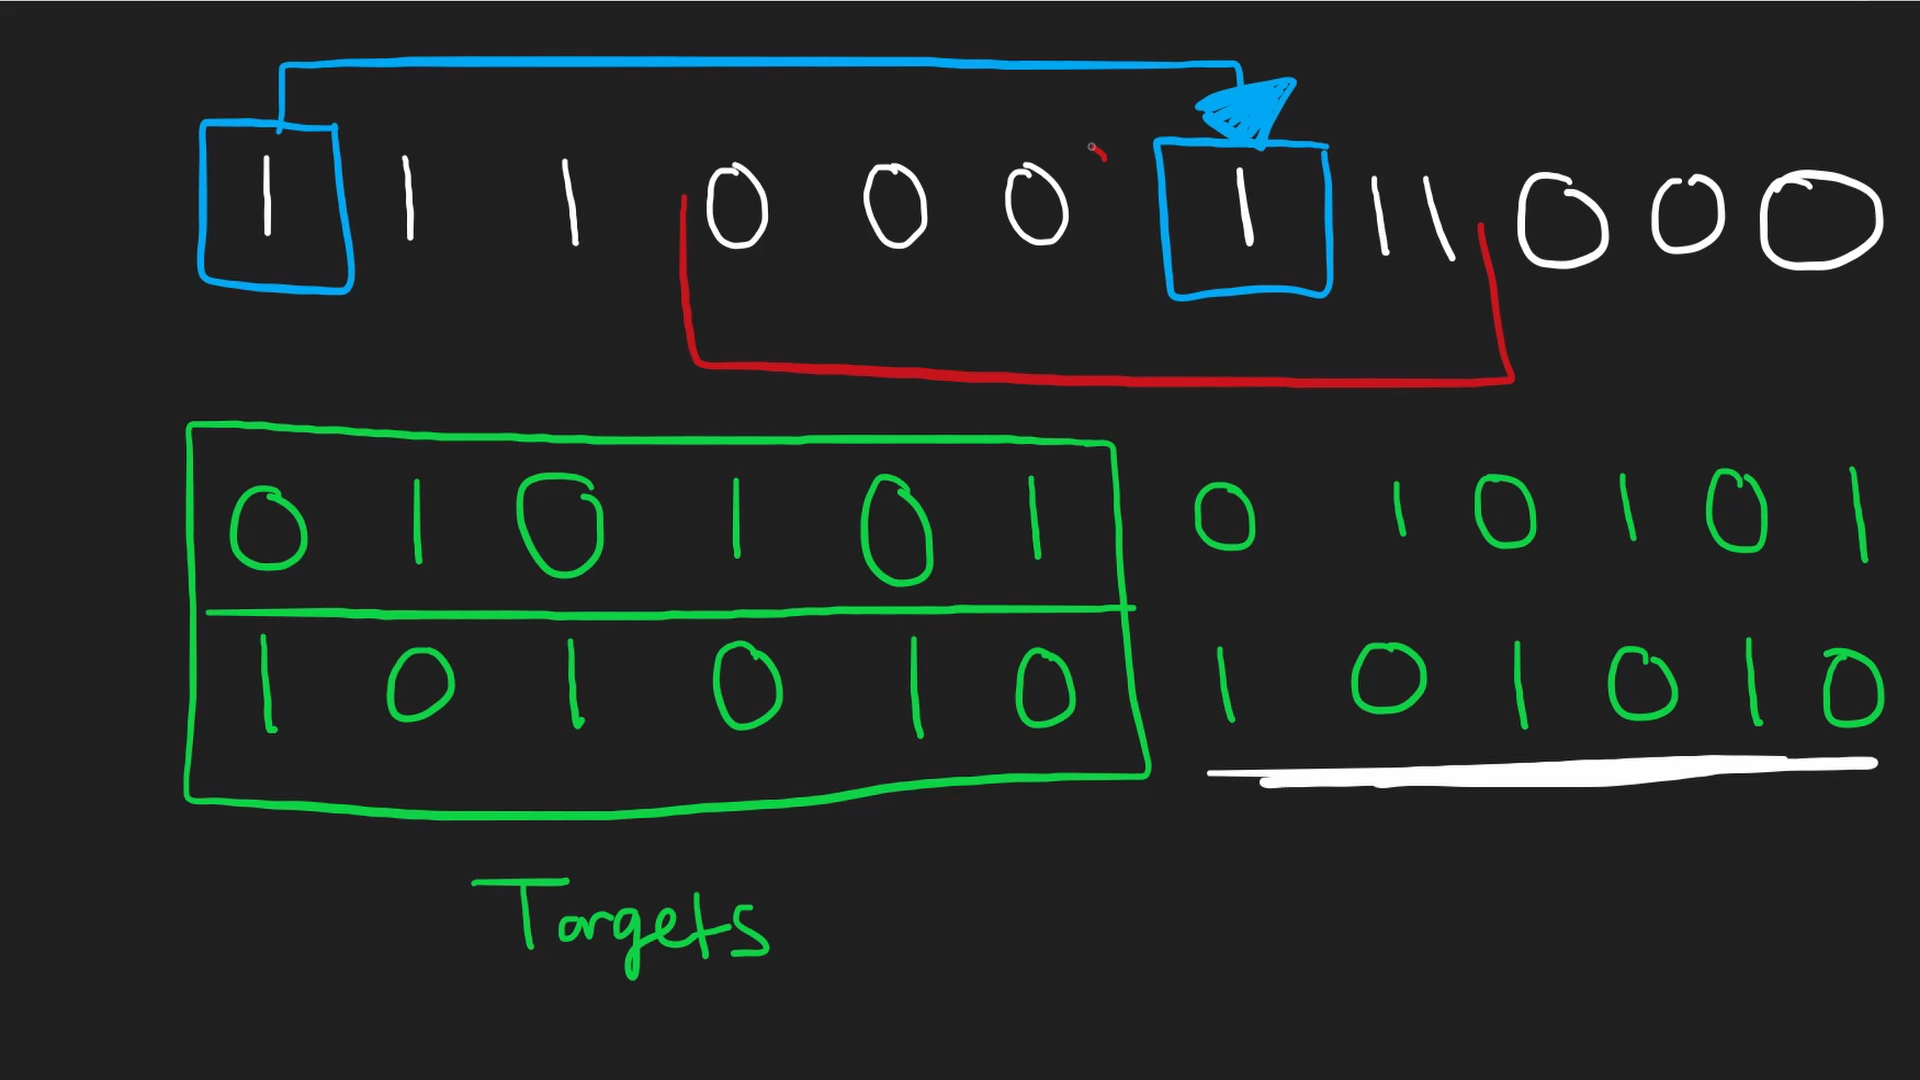 1 1 1 0 0 0 1 1 1 0 0 0
0 1 0 1 0 1 0 1 0 1 0 1
1 0 1 0 1 0 1 0 1 0 1 0
Targets